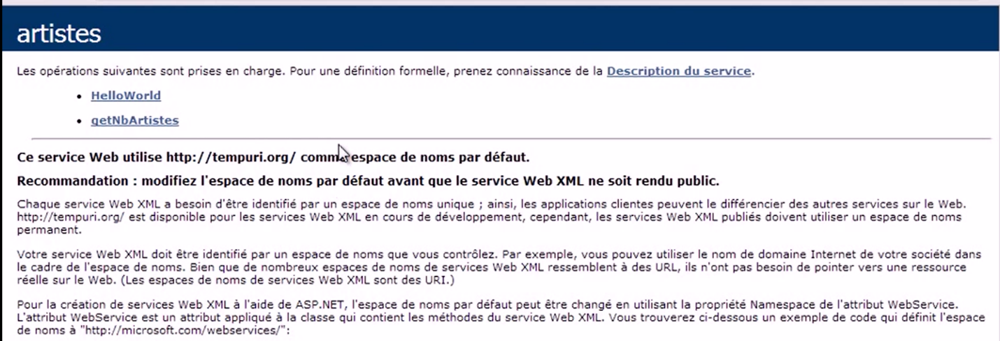 artistes
Les opérations suivantes sont prises en charge. Pour une définition formelle, prenez connaissance de la Description du service.
• HelloWorld
• getNbArtistes
Ce service Web utilise http://tempuri.org/ comme espace de noms par défaut.
Recommandation : modifiez l'espace de noms par défaut avant que le service Web XML ne soit rendu public.
Chaque service Web XML a besoin d'être identifié par un espace de noms unique ; ainsi, les applications clientes peuvent le différencier des autres services sur le Web.
http://tempuri.org/ est disponible pour les services Web XML en cours de développement, cependant, les services Web XML publiés doivent utiliser un espace de noms
permanent.
Votre service Web XML doit être identifié par un espace de noms que vous contrôlez. Par exemple, vous pouvez utiliser le nom de domaine Internet de votre société dans
le cadre de l'espace de noms. Bien que de nombreux espaces de noms de services Web XML ressemblent à des URL, ils n'ont pas besoin de pointer vers une ressource
réelle sur le Web. (Les espaces de noms de services Web XML sont des URI.)
Pour la création de services Web XML à l'aide de ASP.NET, l'espace de noms par défaut peut être changé en utilisant la propriété Namespace de l'attribut WebService.
L'attribut WebService est un attribut appliqué à la classe qui contient les méthodes du service Web XML. Vous trouverez ci-dessous un exemple de code qui définit l'espace
de noms à "http://microsoft.com/webservices/":